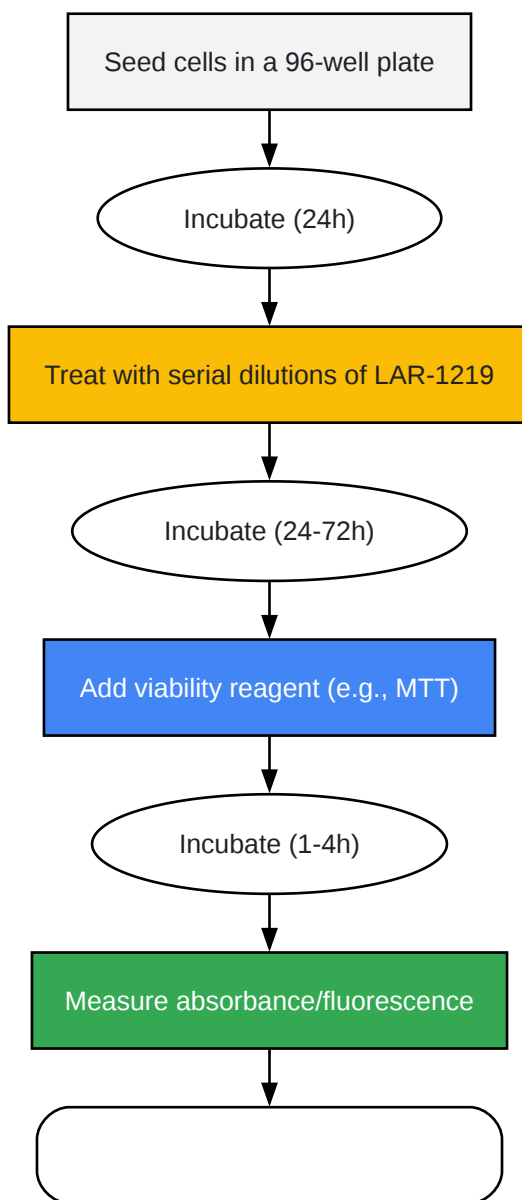 Seed cells in a 96-well plate
Incubate (24h)
Treat with serial dilutions of LAR-1219
Incubate (24-72h)
Add viability reagent (e.g., MTT)
Incubate (1-4h)
Measure absorbance/fluorescence